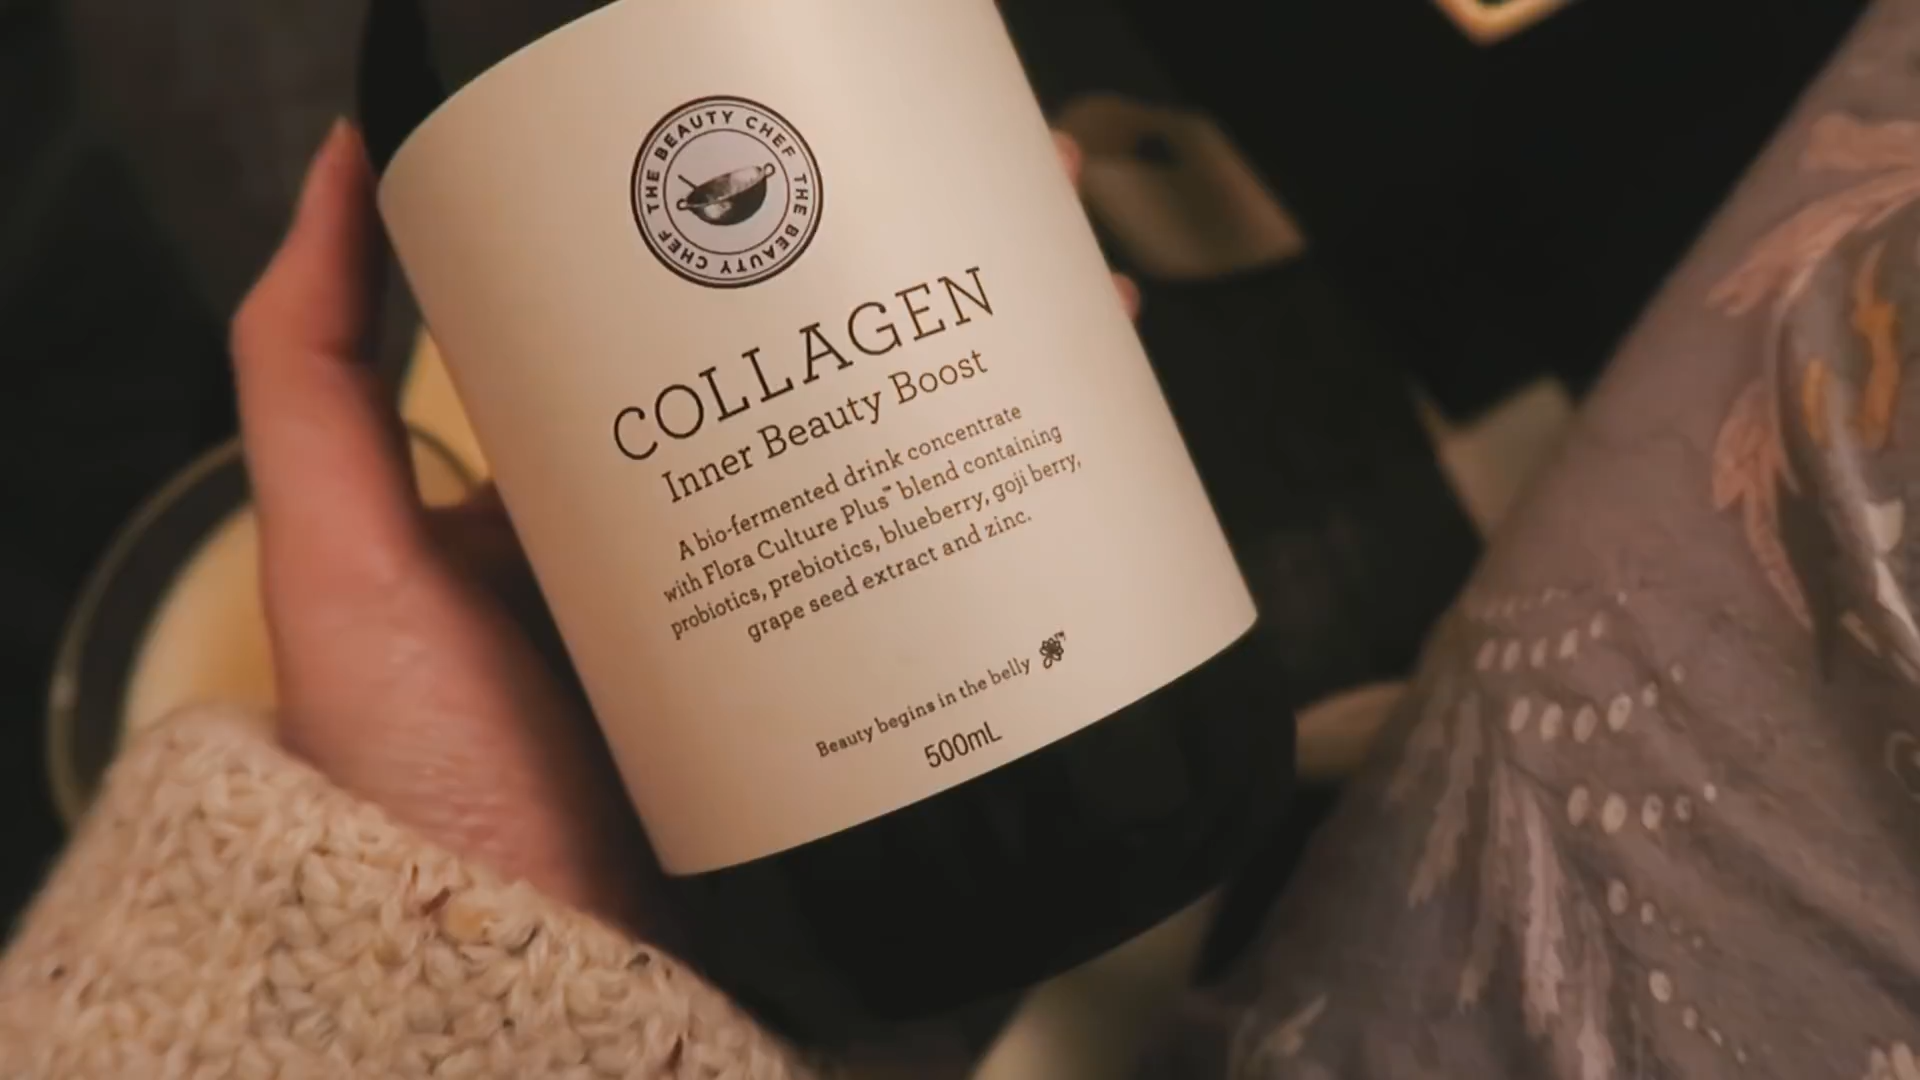 THE BEAUTY CHEF THE BEAUTY CHEF
COLLAGEN
Inner Beauty Boost
A bio-fermented drink concentrate
with Flora Culture Plus™ blend containing
probiotics, prebiotics, blueberry, goji berry,
grape seed extract and zinc.
Beauty begins in the belly ™
500mL